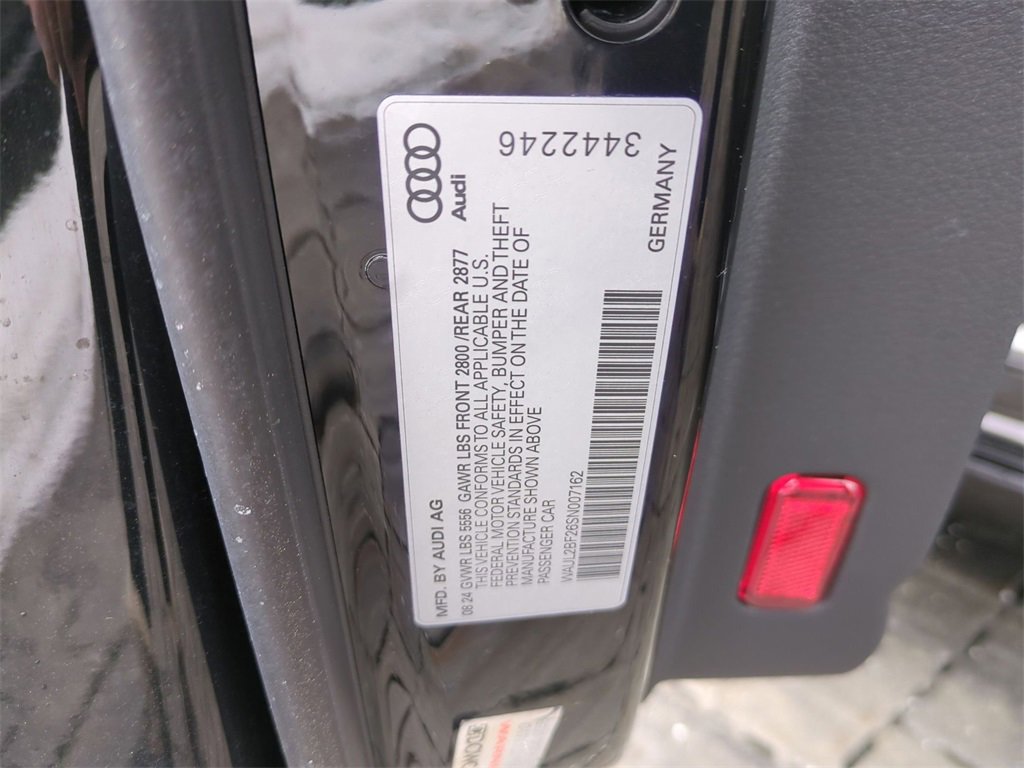 MFD. BY AUDI AG
08 24 GVWR LBS 5556 GAWR LBS FRONT 2800 /REAR 2877
THIS VEHICLE CONFORMS TO ALL APPLICABLE U.S.
FEDERAL MOTOR VEHICLE SAFETY, BUMPER AND THEFT
PREVENTION STANDARDS IN EFFECT ON THE DATE OF
MANUFACTURE SHOWN ABOVE
PASSENGER CAR
WAUL2BF26SN007162
Audi
3442246
GERMANY